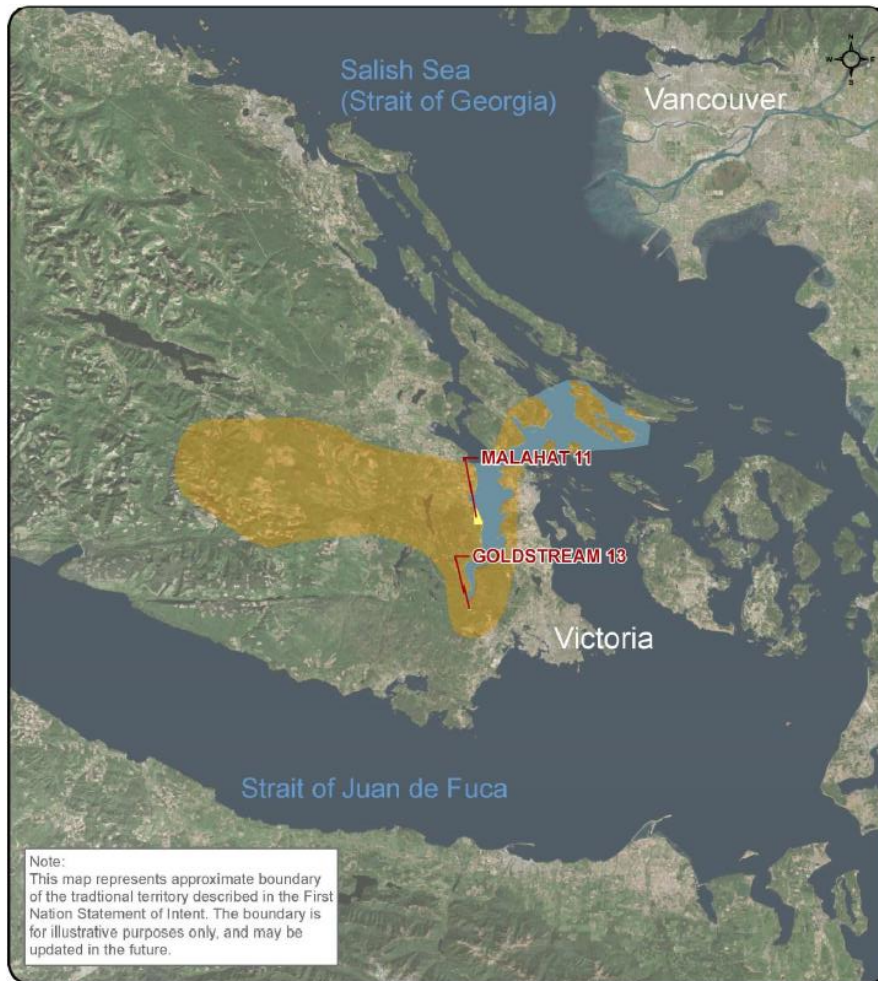 Salish Sea
(Strait of Georgia)
Vancouver
N
W E
S
MALAHAT 11
GOLDSTREAM 13
Victoria
Strait of Juan de Fuca
Note:
This map represents approximate boundary
of the tradtional territory described in the First
Nation Statement of Intent. The boundary is
for illustrative purposes only, and may be
updated in the future.